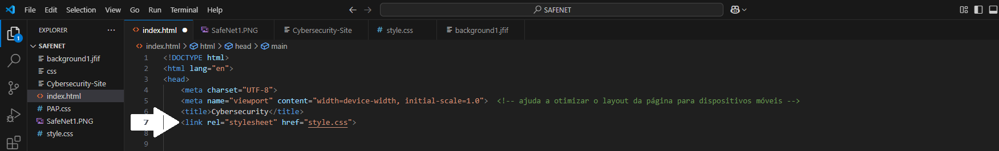 File Edit Selection View Go Run Terminal Help
SAFENET
1
EXPLORER
SAFENET
background1.jfif
css
Cybersecurity-Site
index.html
PAP.css
SafeNet1.PNG
style.css
index.html SafeNet1.PNG Cybersecurity-Site style.css background1.jfif
index.html > html > head > main
1 <!DOCTYPE html>
2 <html lang="en">
3 <head>
4 <meta charset="UTF-8">
5 <meta name="viewport" content="width=device-width, initial-scale=1.0"> <!-- ajuda a otimizar o layout da página para dispositivos móveis -->
6 <title>Cybersecurity</title>
7 <link rel="stylesheet" href="style.css">
8
9